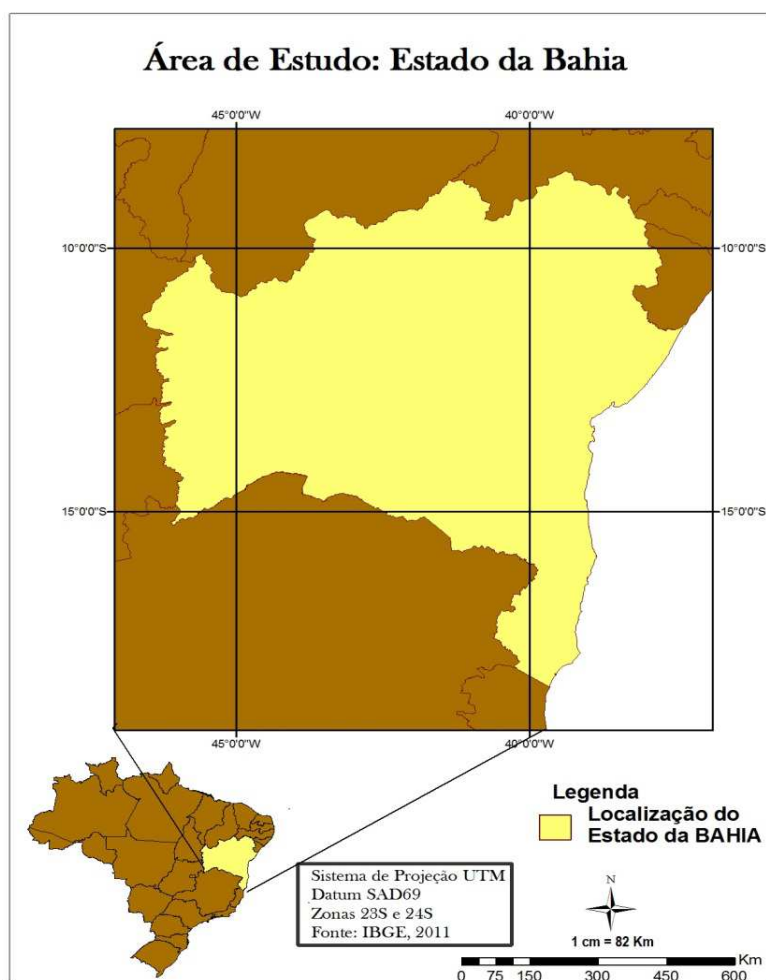 Área de Estudo: Estado da Bahia
45°0'0"W 40°0'0"W
10°0'0"S 10°0'0"S
15°0'0"S 15°0'0"S
45°0'0"W 40°0'0"W
Legenda
Localização do
Estado da BAHIA
Sistema de Projeção UTM
Datum SAD69
Zonas 23S e 24S
Fonte: IBGE, 2011
N
1 cm = 82 Km
Km
0 75 150 300 450 600